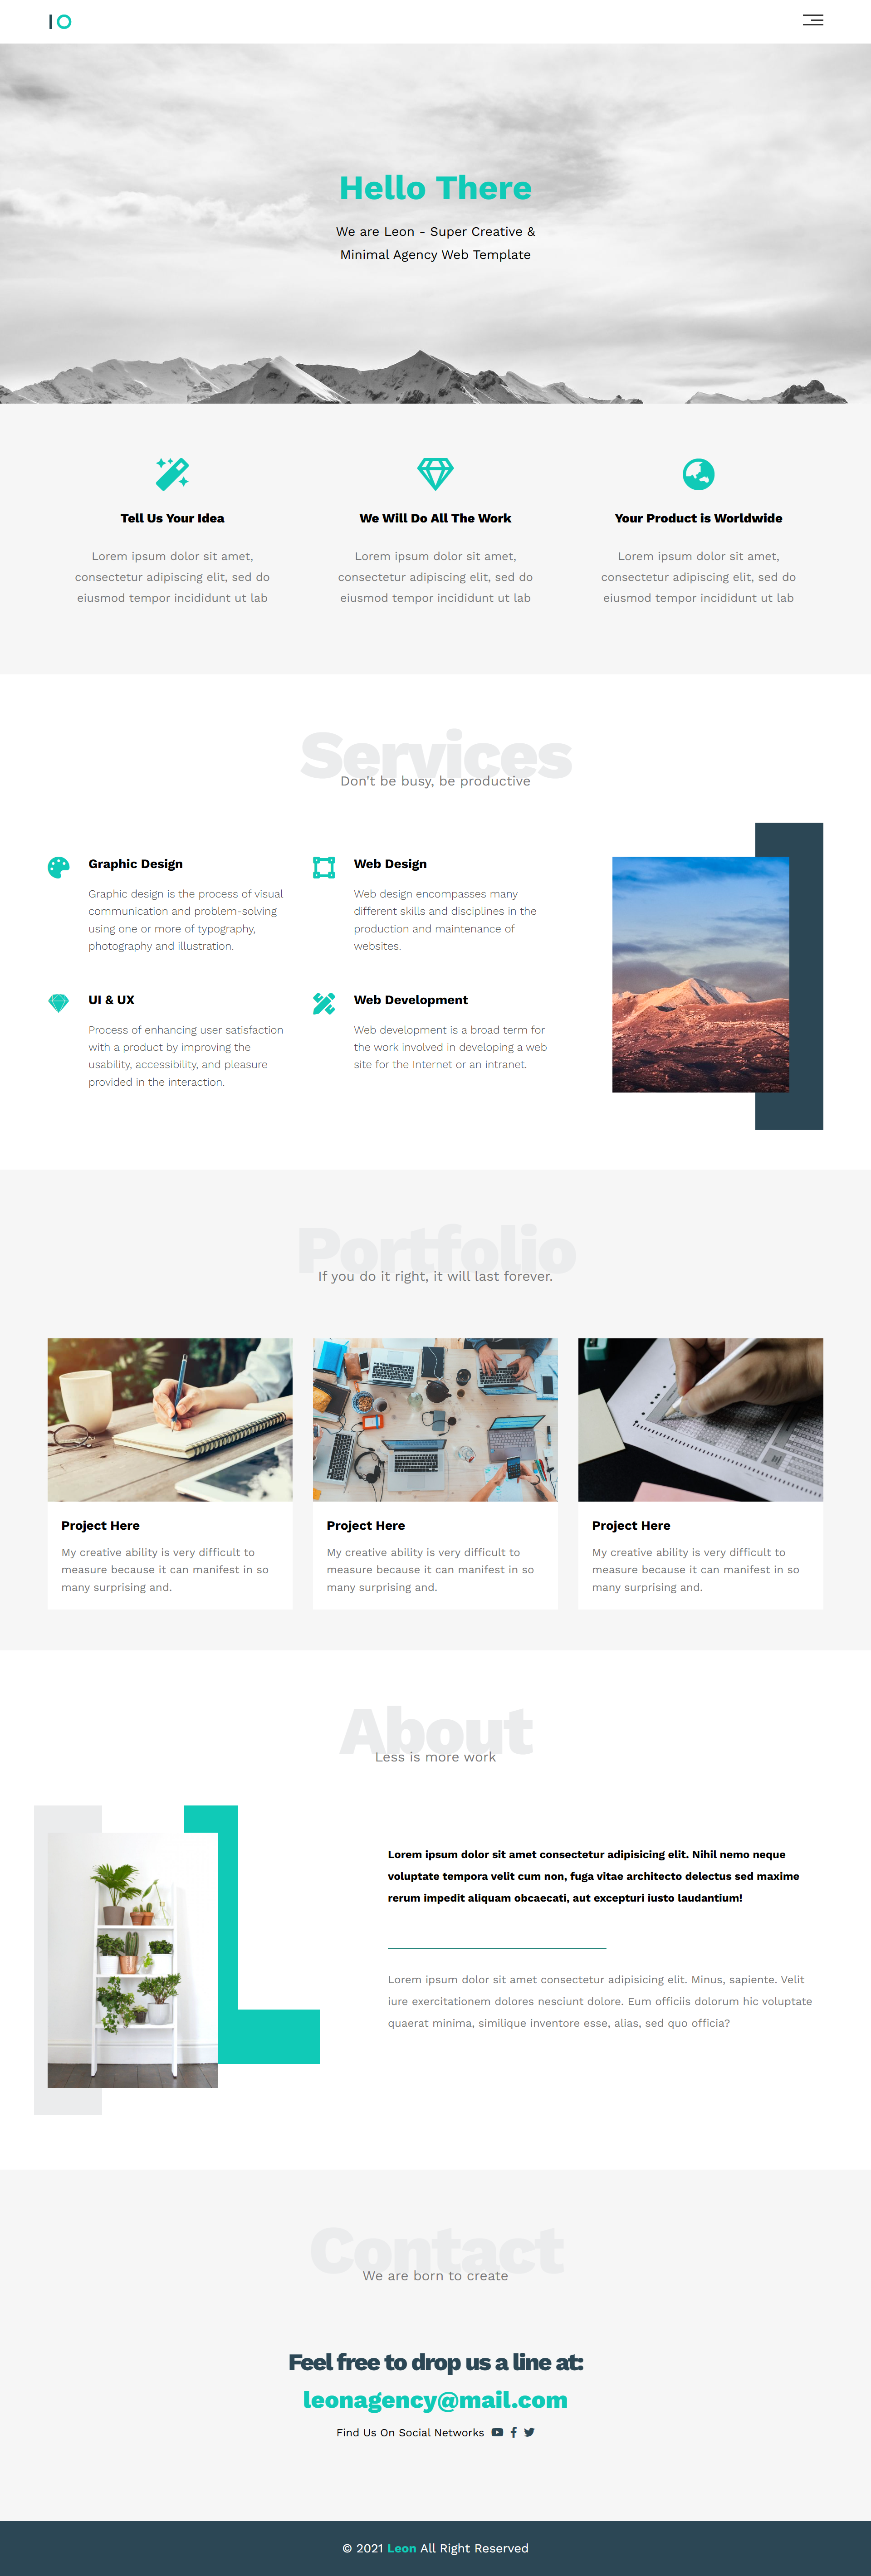 Hello There
We are Leon - Super Creative &
Minimal Agency Web Template
Tell Us Your Idea
Lorem ipsum dolor sit amet,
consectetur adipiscing elit, sed do
eiusmod tempor incididunt ut lab
We Will Do All The Work
Lorem ipsum dolor sit amet,
consectetur adipiscing elit, sed do
eiusmod tempor incididunt ut lab
Your Product is Worldwide
Lorem ipsum dolor sit amet,
consectetur adipiscing elit, sed do
eiusmod tempor incididunt ut lab
Services
Don't be busy, be productive
Graphic Design
Graphic design is the process of visual
communication and problem-solving
using one or more of typography,
photography and illustration.
Web Design
Web design encompasses many
different skills and disciplines in the
production and maintenance of
websites.
UI & UX
Process of enhancing user satisfaction
with a product by improving the
usability, accessibility, and pleasure
provided in the interaction.
Web Development
Web development is a broad term for
the work involved in developing a web
site for the Internet or an intranet.
Portfolio
If you do it right, it will last forever.
Project Here
My creative ability is very difficult to
measure because it can manifest in so
many surprising and.
Project Here
My creative ability is very difficult to
measure because it can manifest in so
many surprising and.
Project Here
My creative ability is very difficult to
measure because it can manifest in so
many surprising and.
About
Less is more work
Lorem ipsum dolor sit amet consectetur adipisicing elit. Nihil nemo neque
voluptate tempora velit cum non, fuga vitae architecto delectus sed maxime
rerum impedit aliquam obcaecati, aut excepturi iusto laudantium!
Lorem ipsum dolor sit amet consectetur adipisicing elit. Minus, sapiente. Velit
iure exercitationem dolores nesciunt dolore. Eum officiis dolorum hic voluptate
quaerat minima, similique inventore esse, alias, sed quo officia?
Contact
We are born to create
Feel free to drop us a line at:
leonagency@mail.com
Find Us On Social Networks
© 2021 Leon All Right Reserved